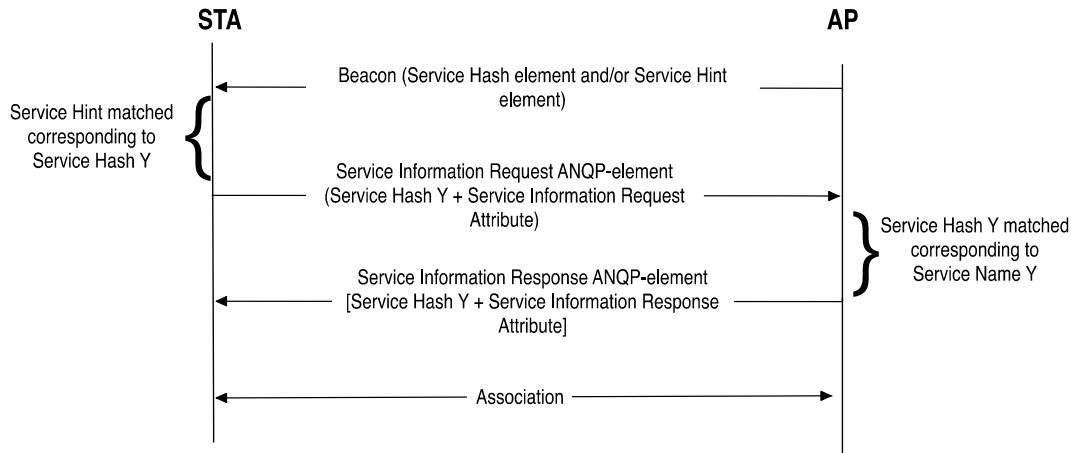 STA
AP
Beacon (Service Hash element and/or Service Hint
element)
Service Hint matched
corresponding to
Service Hash Y
Service Information Request ANQP-element
(Service Hash Y + Service Information Request
Attribute)
Service Hash Y matched
corresponding to
Service Name Y
Service Information Response ANQP-element
[Service Hash Y + Service Information Response
Attribute]
Association